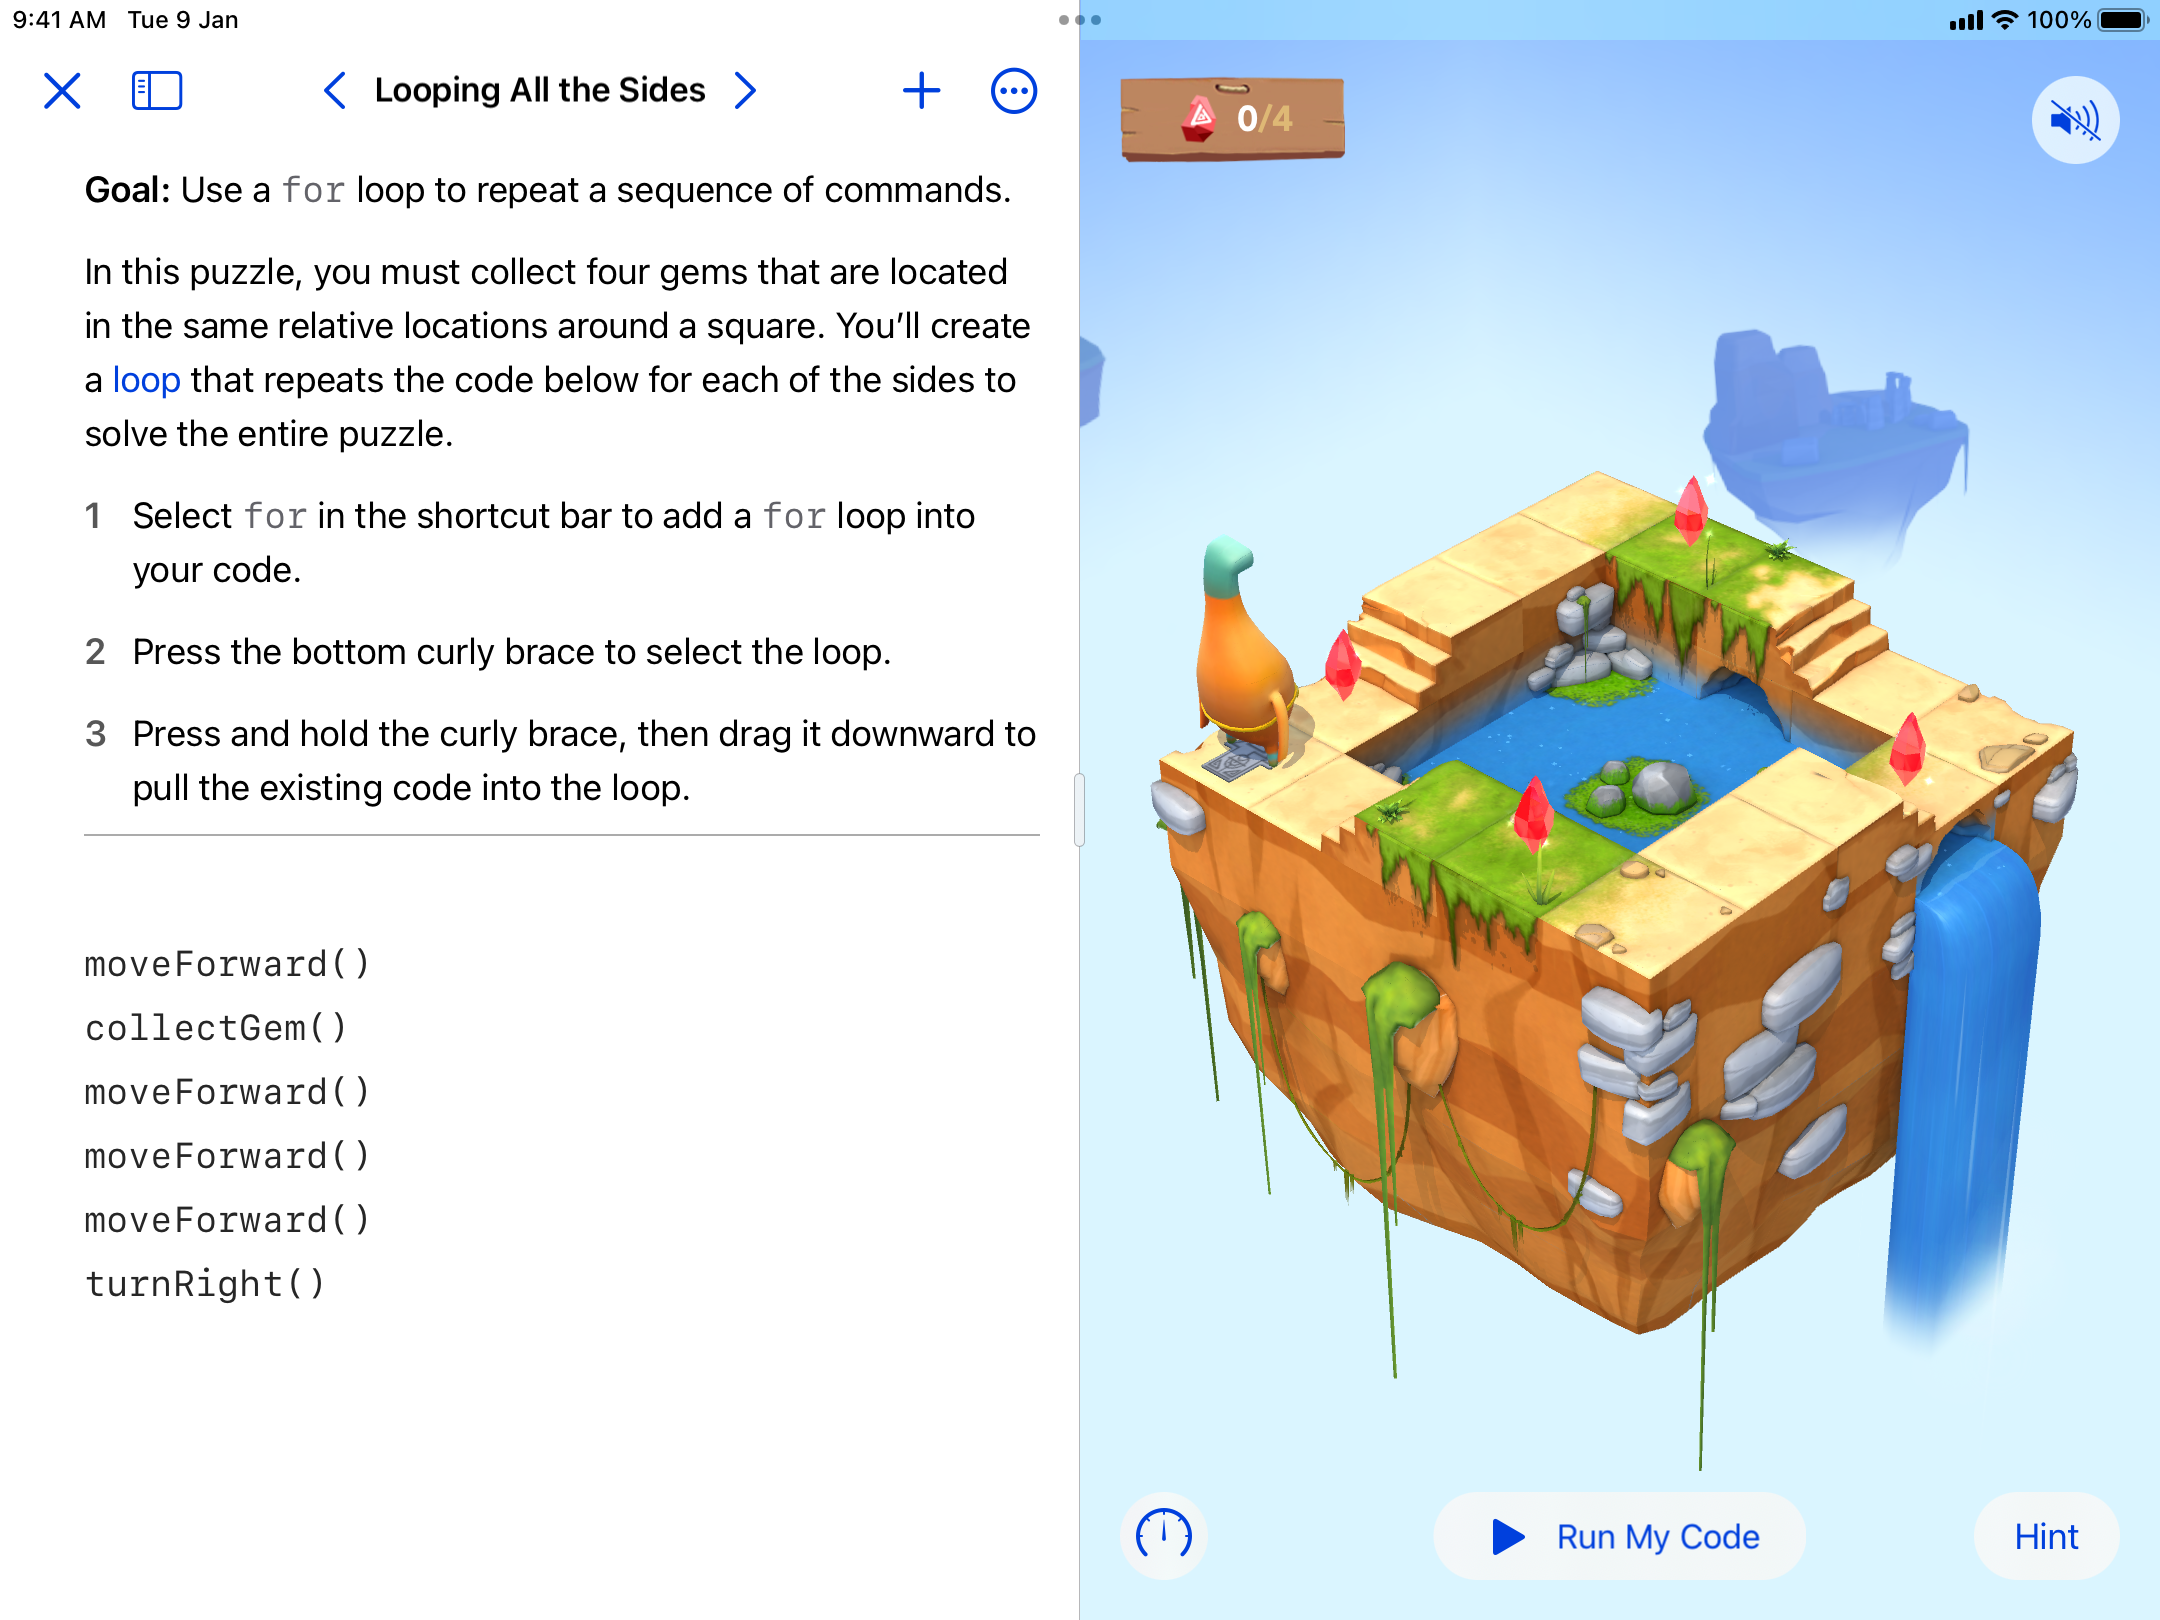 9:41 AM Tue 9 Jan
100%
Looping All the Sides
Goal: Use a for loop to repeat a sequence of commands.
In this puzzle, you must collect four gems that are located
in the same relative locations around a square. You’ll create
a loop that repeats the code below for each of the sides to
solve the entire puzzle.
1 Select for in the shortcut bar to add a for loop into
your code.
2 Press the bottom curly brace to select the loop.
3 Press and hold the curly brace, then drag it downward to
pull the existing code into the loop.
moveForward()
collectGem()
moveForward()
moveForward()
moveForward()
turnRight()
0/4
Run My Code
Hint